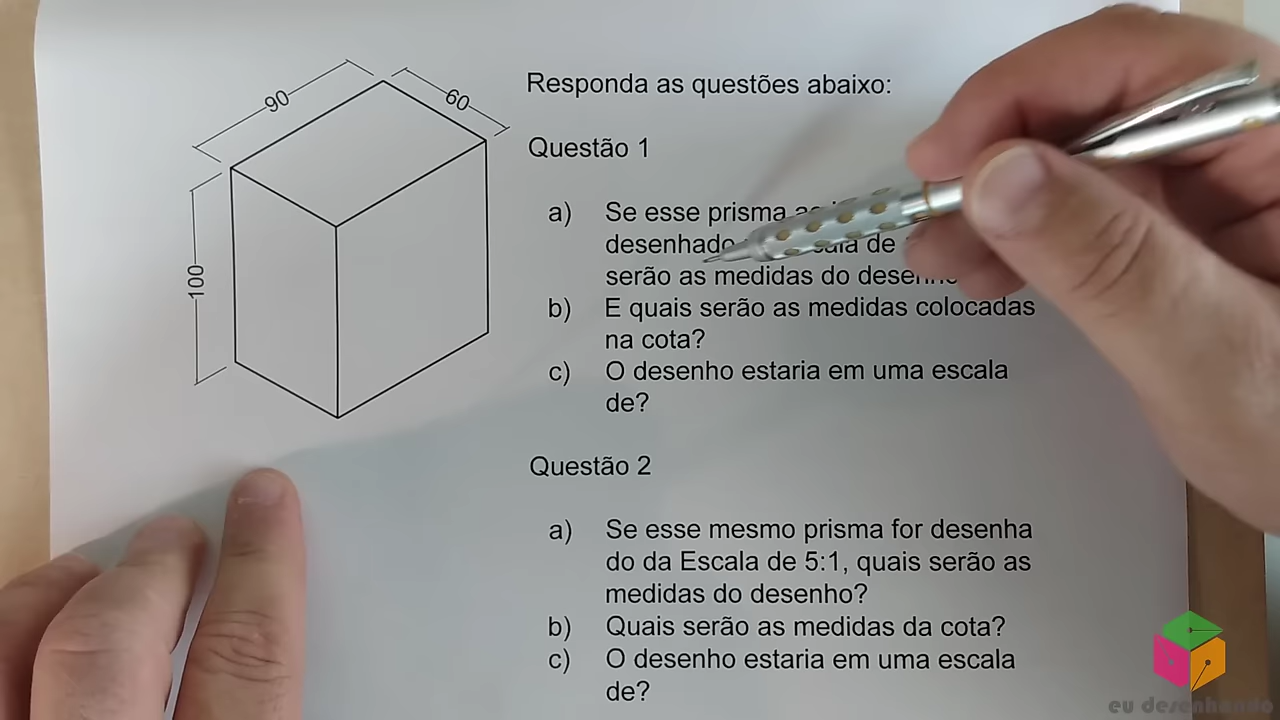 90
60
100
Responda as questões abaixo:
Questão 1
a) Se esse prisma
desenhado de
serão as medidas do
b) E quais serão as medidas colocadas
na cota?
c) O desenho estaria em uma escala
de?
Questão 2
a) Se esse mesmo prisma for desenha
do da Escala de 5:1, quais serão as
medidas do desenho?
b) Quais serão as medidas da cota?
c) O desenho estaria em uma escala
de?
eu desenhando